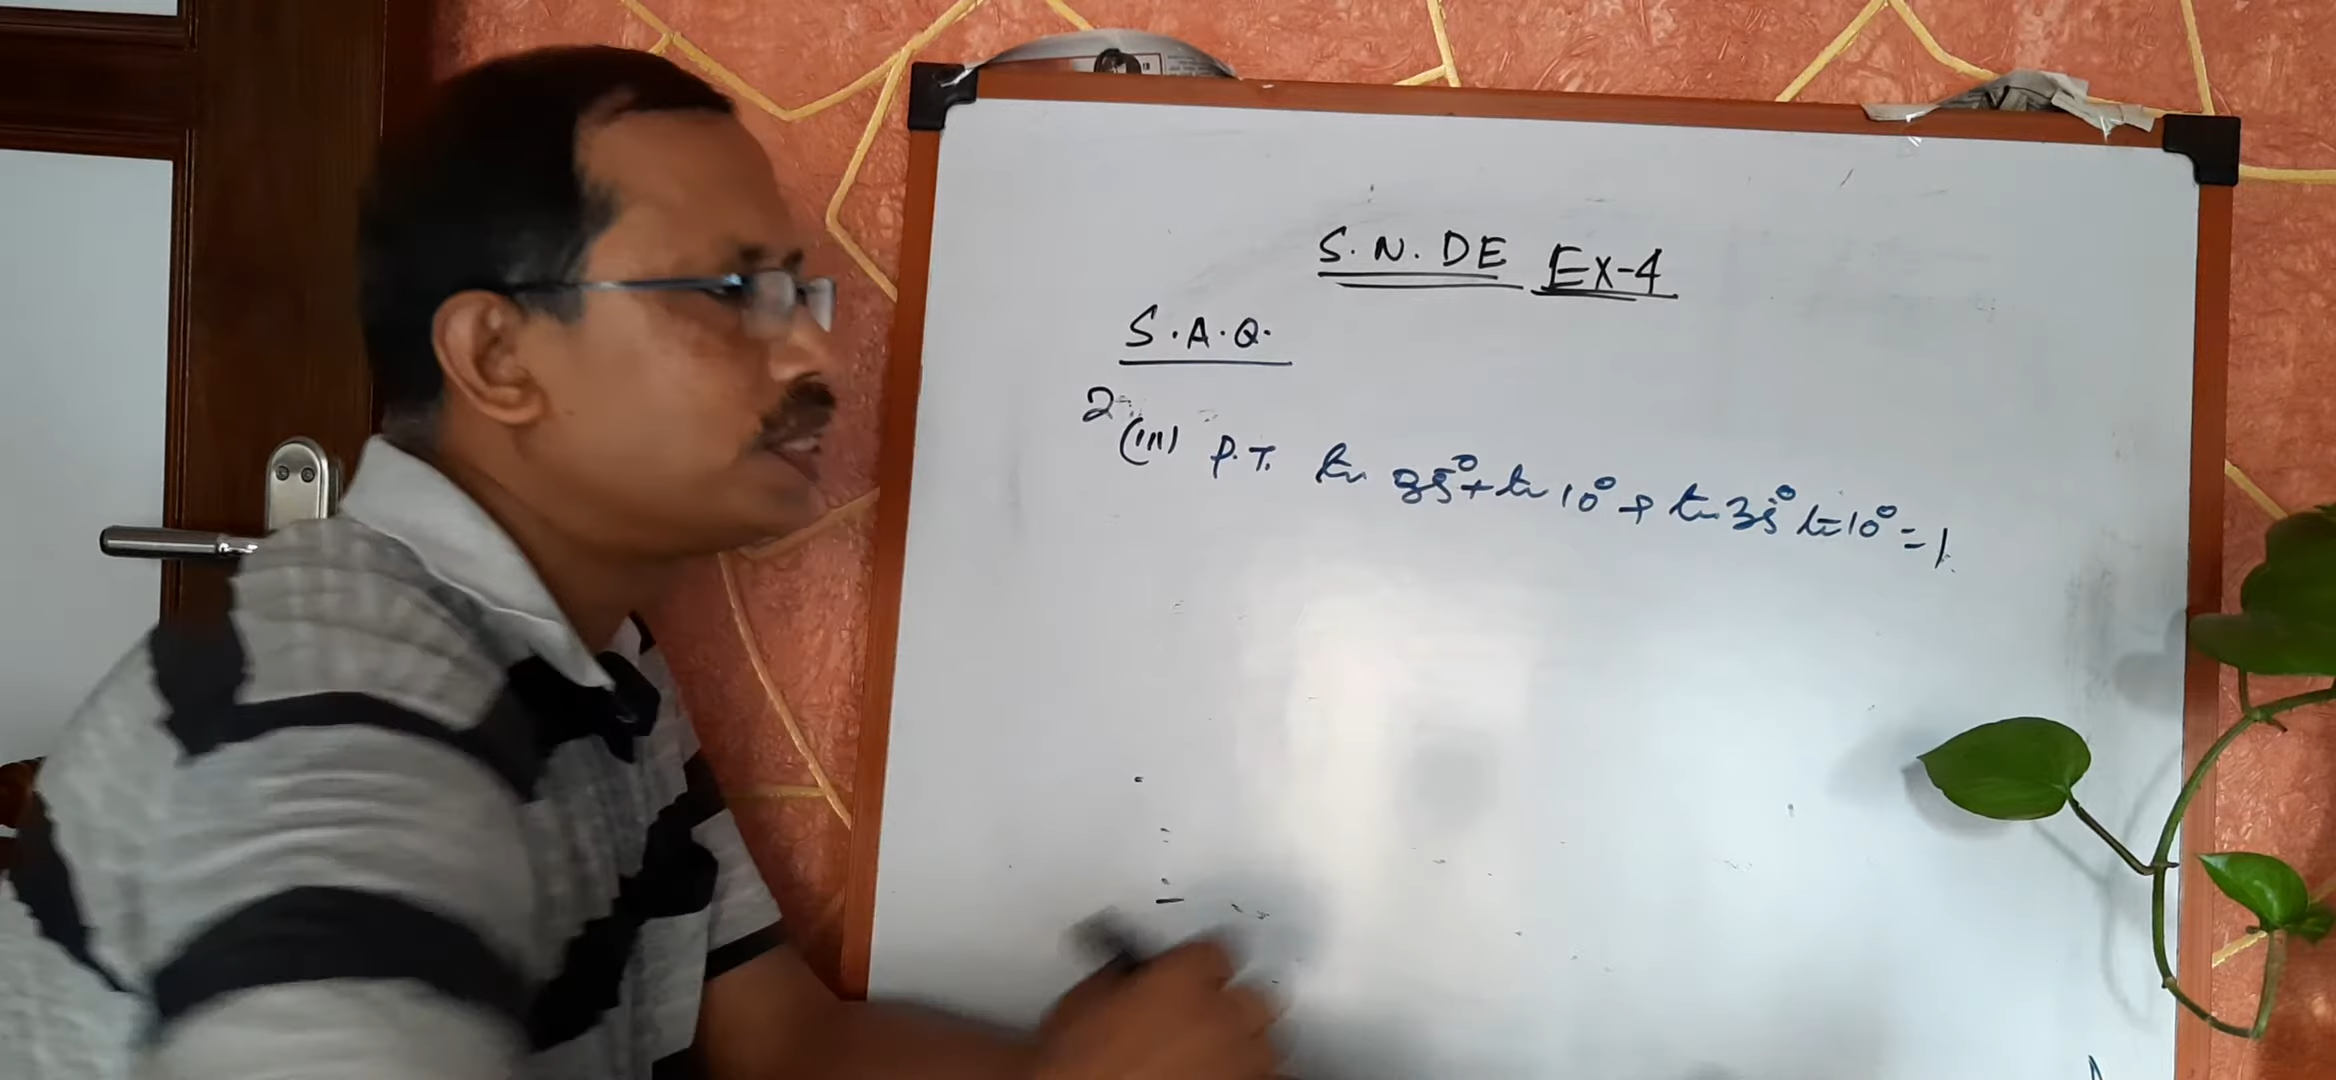 S. N. DE EX-4
S.A.Q.
2 (iii) P.T. tan 35° + tan 10° + tan 35° tan 10° = 1.